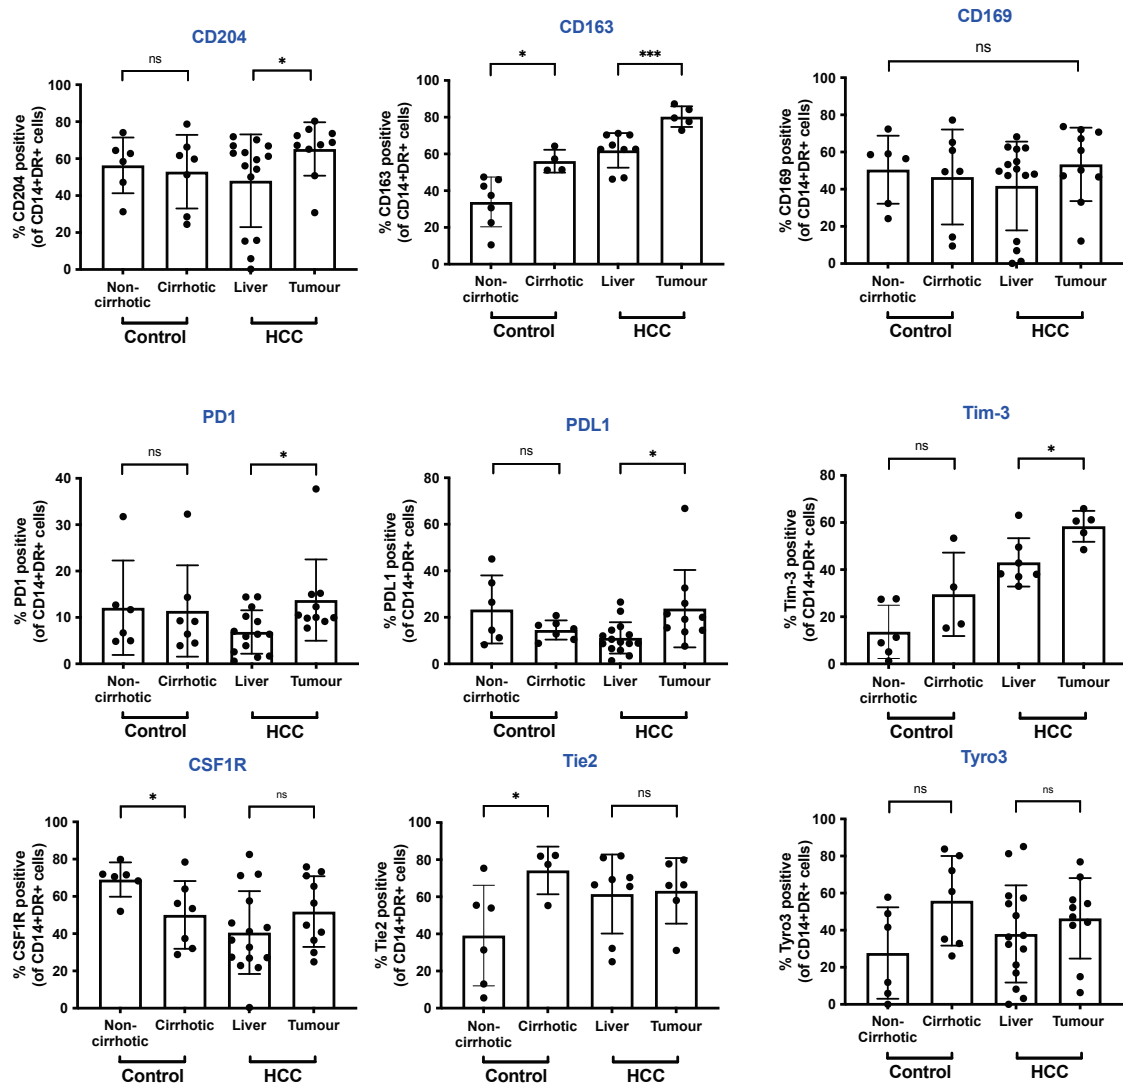 CD204
ns
*
% CD204 positive
(of CD14+DR+ cells)
100
80
60
40
20
0
Non-
cirrhotic
Cirrhotic
Liver
Tumour
Control
HCC
CD163
*
***
% CD163 positive
(of CD14+DR+ cells)
100
80
60
40
20
0
Non-
cirrhotic
Cirrhotic
Liver
Tumour
Control
HCC
CD169
ns
% CD169 positive
(of CD14+DR+ cells)
80
60
40
20
0
Non-
cirrhotic
Cirrhotic
Liver
Tumour
Control
HCC
PD1
ns
*
% PD1 positive
(of CD14+DR+ cells)
40
30
20
10
0
Non-
cirrhotic
Cirrhotic
Liver
Tumour
Control
HCC
PDL1
ns
*
% PDL1 positive
(of CD14+DR+ cells)
80
60
40
20
0
Non-
cirrhotic
Cirrhotic
Liver
Tumour
Control
HCC
Tim-3
ns
*
% Tim-3 positive
(of CD14+DR+ cells)
80
60
40
20
0
Non-
cirrhotic
Cirrhotic
Liver
Tumour
Control
HCC
CSF1R
*
ns
% CSF1R positive
(of CD14+DR+ cells)
100
80
60
40
20
0
Non-
cirrhotic
Cirrhotic
Liver
Tumour
Control
HCC
Tie2
*
ns
% Tie2 positive
(of CD14+DR+ cells)
100
80
60
40
20
0
Non-
cirrhotic
Cirrhotic
Liver
Tumour
Control
HCC
Tyro3
ns
ns
% Tyro3 positive
(of CD14+DR+ cells)
100
80
60
40
20
0
Non-
Cirrhotic
Cirrhotic
Liver
Tumour
Control
HCC